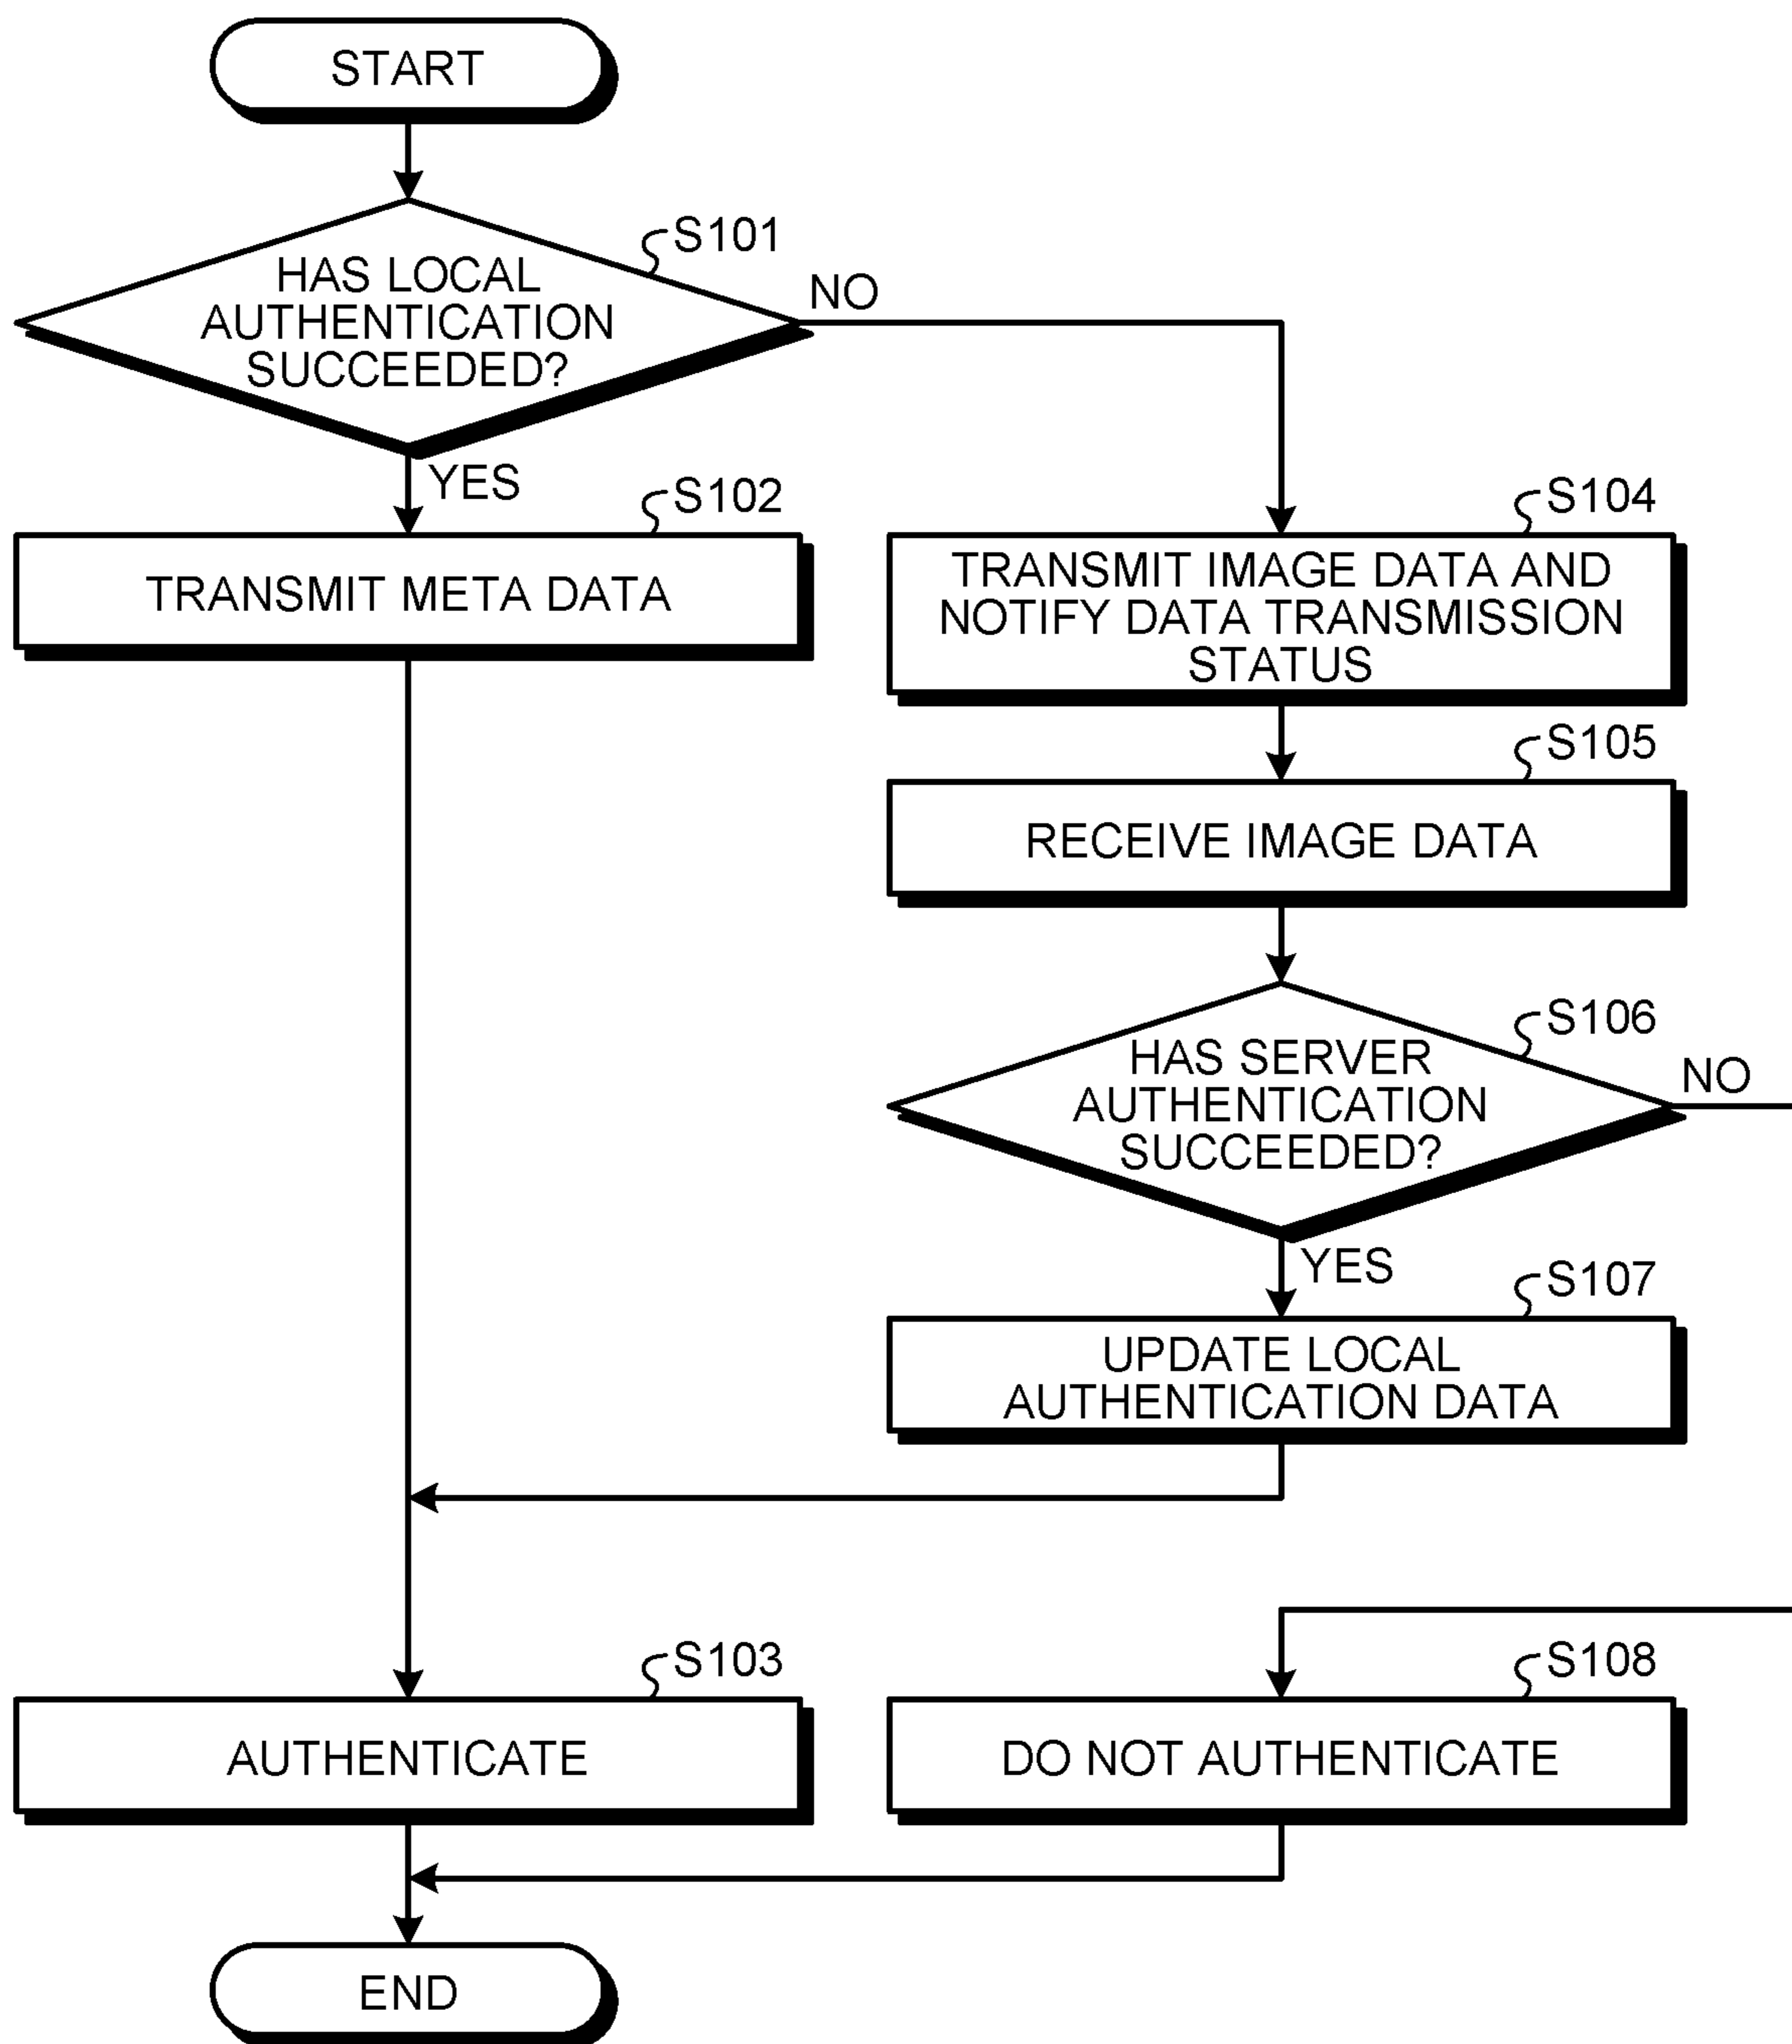 START
S101
HAS LOCAL
AUTHENTICATION
SUCCEEDED?
NO
YES
S102
TRANSMIT META DATA
S104
TRANSMIT IMAGE DATA AND
NOTIFY DATA TRANSMISSION
STATUS
S105
RECEIVE IMAGE DATA
S106
HAS SERVER
AUTHENTICATION
SUCCEEDED?
NO
YES
S107
UPDATE LOCAL
AUTHENTICATION DATA
S103
AUTHENTICATE
S108
DO NOT AUTHENTICATE
END